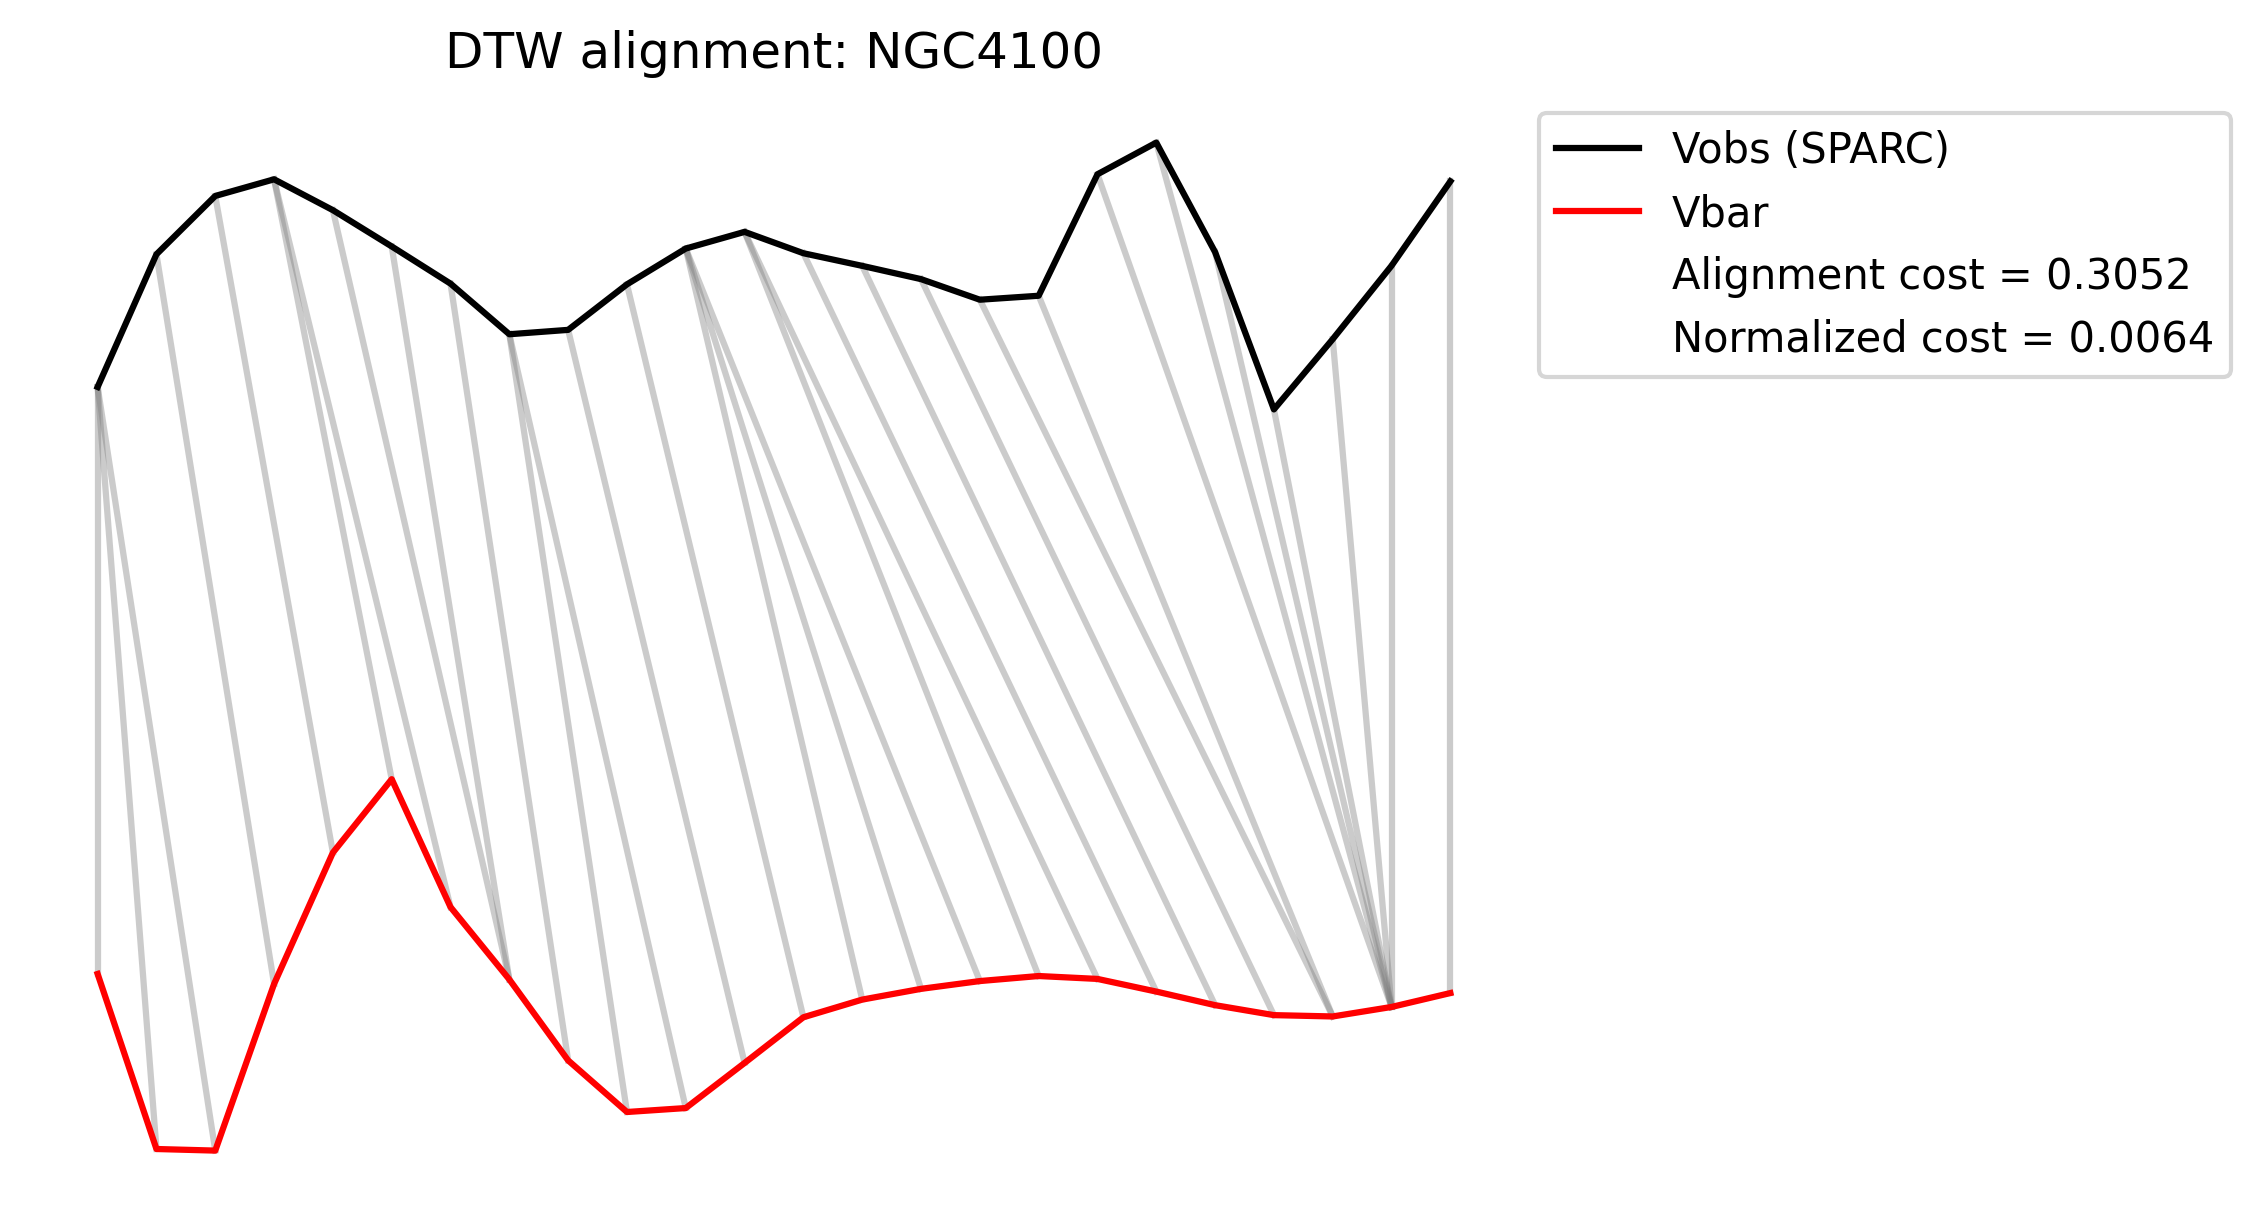 DTW alignment: NGC4100
Vobs (SPARC)
Vbar
Alignment cost = 0.3052
Normalized cost = 0.0064